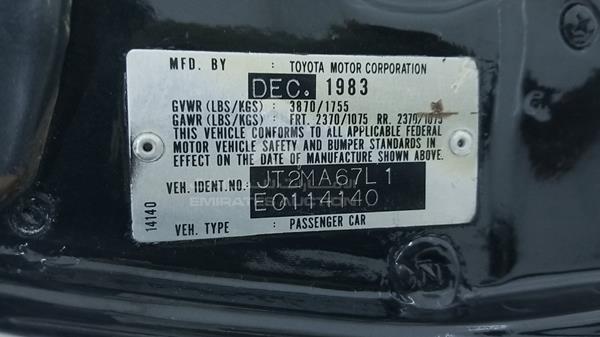 MFD. BY : TOYOTA MOTOR CORPORATION
DEC. 1983
GVWR (LBS/KGS) : 3870/1755
GAWR (LBS/KGS) : FRT. 2370/1075 RR. 2370/1075
THIS VEHICLE CONFORMS TO ALL APPLICABLE FEDERAL
MOTOR VEHICLE SAFETY AND BUMPER STANDARDS IN
EFFECT ON THE DATE OF MANUFACTURE SHOWN ABOVE.
VEH. IDENT.NO.: JT2MA67L1
E0114140
EMIRATES AUCTION
VEH. TYPE : PASSENGER CAR
14140